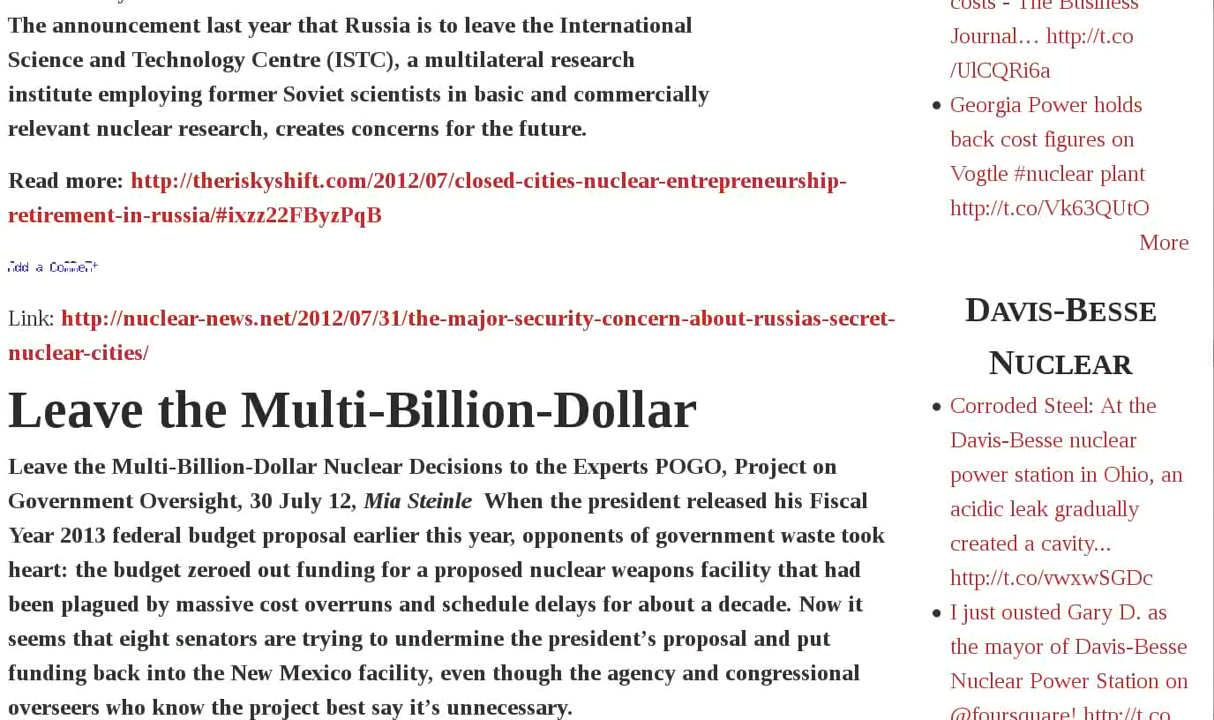 The announcement last year that Russia is to leave the International
Science and Technology Centre (ISTC), a multilateral research
institute employing former Soviet scientists in basic and commercially
relevant nuclear research, creates concerns for the future.
Read more: http://theriskyshift.com/2012/07/closed-cities-nuclear-entrepreneurship-
retirement-in-russia/#ixzz22FByzPqB
Add a Comment
Link: http://nuclear-news.net/2012/07/31/the-major-security-concern-about-russias-secret-
nuclear-cities/
Leave the Multi-Billion-Dollar
Leave the Multi-Billion-Dollar Nuclear Decisions to the Experts POGO, Project on
Government Oversight, 30 July 12, Mia Steinle When the president released his Fiscal
Year 2013 federal budget proposal earlier this year, opponents of government waste took
heart: the budget zeroed out funding for a proposed nuclear weapons facility that had
been plagued by massive cost overruns and schedule delays for about a decade. Now it
seems that eight senators are trying to undermine the president’s proposal and put
funding back into the New Mexico facility, even though the agency and congressional
overseers who know the project best say it’s unnecessary.
costs - The Business
Journal... http://t.co
/UlCQRi6a
Georgia Power holds
back cost figures on
Vogtle #nuclear plant
http://t.co/Vk63QUtO
More
DAVIS-BESSE
NUCLEAR
Corroded Steel: At the
Davis-Besse nuclear
power station in Ohio, an
acidic leak gradually
created a cavity...
http://t.co/vwxwSGDc
I just ousted Gary D. as
the mayor of Davis-Besse
Nuclear Power Station on
@foursquare! http://t.co